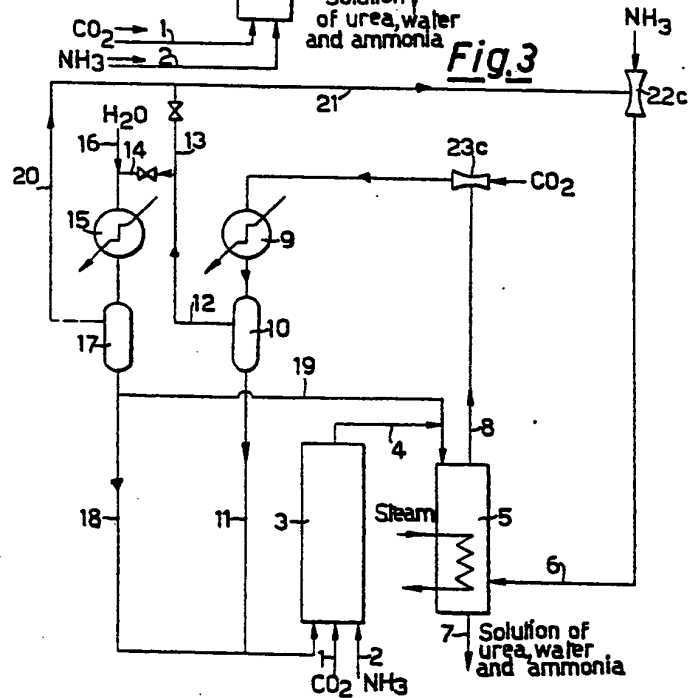 Solution
of urea, water
and ammonia
CO2 1
NH3 2
Fig.3
NH3
21
22c
H2O
16
14
13
23c
CO2
20
15
9
12
10
17
19
4
8
18
11
3
Steam
5
6
7
Solution of
urea, water
and ammonia
1
2
CO2 NH3